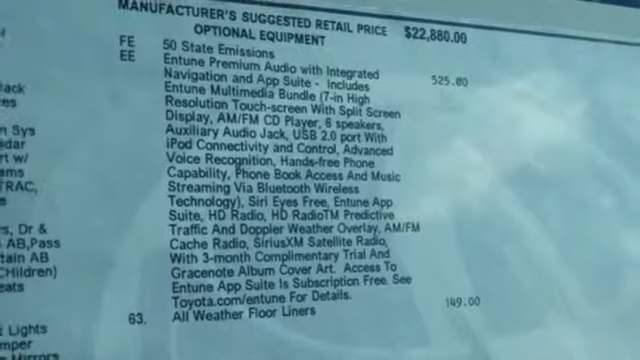 MANUFACTURER'S SUGGESTED RETAIL PRICE $22,880.00
OPTIONAL EQUIPMENT
FE 50 State Emissions
EE Entune Premium Audio with Integrated 525.00
Navigation and App Suite - Includes
Entune Multimedia Bundle (7-in High
Resolution Touch-screen With Split Screen
Display, AM/FM CD Player, 6 speakers,
Auxiliary Audio Jack, USB 2.0 port With
iPod Connectivity and Control, Advanced
Voice Recognition, Hands-free Phone
Capability, Phone Book Access And Music
Streaming Via Bluetooth Wireless
Technology), Siri Eyes Free, Entune App
Suite, HD Radio, HD RadioTM Predictive
Traffic And Doppler Weather Overlay, AM/FM
Cache Radio, SiriusXM Satellite Radio,
With 3-month Complimentary Trial And
Gracenote Album Cover Art. Access To
Entune App Suite Is Subscription Free. See
Toyota.com/entune For Details.
63. All Weather Floor Liners 149.00
n Sys
rt w/
TRAC,
s, Dr &
AB,Pass
tain AB
Children)
eats
Lights
mper
Mirrors